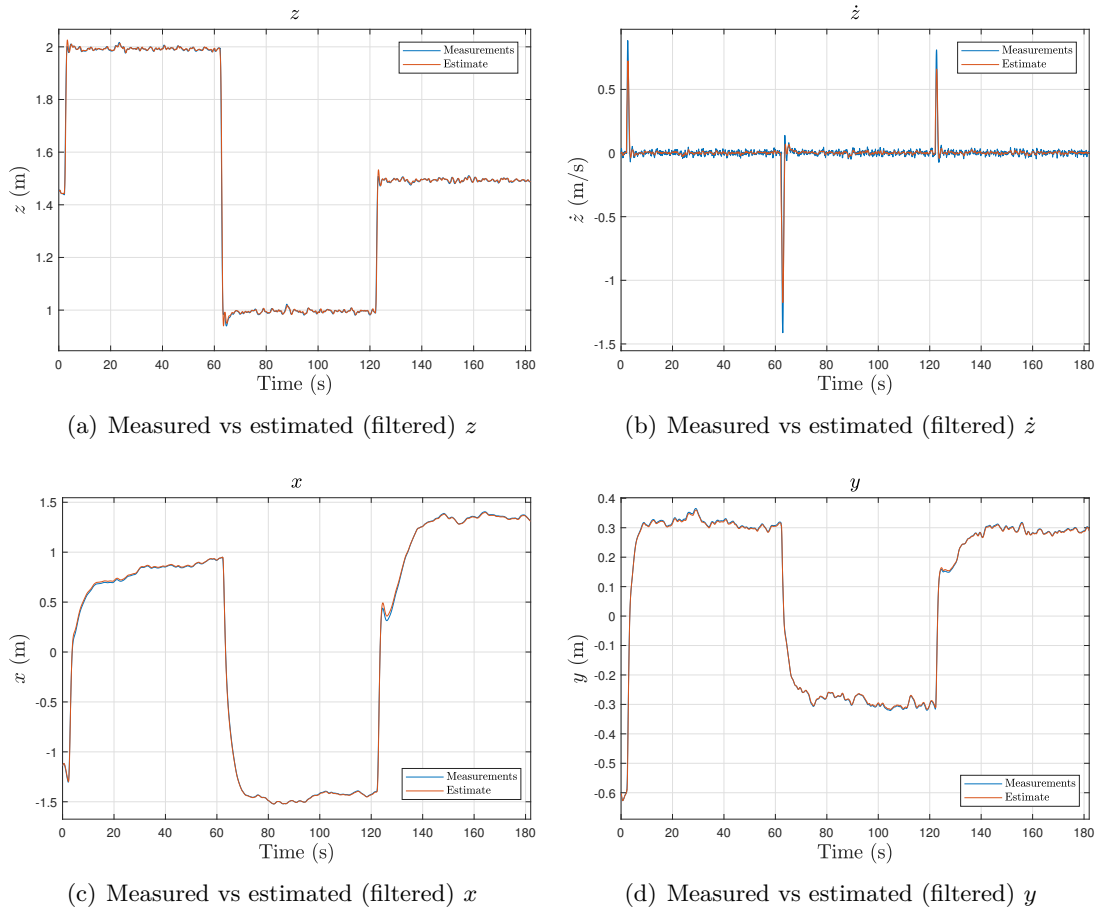 z
2
1.8
1.6
1.4
1.2
1
z (m)
Measurements
Estimate
0 20 40 60 80 100 120 140 160 180
Time (s)
(a) Measured vs estimated (filtered) z
ż
0.5
0
-0.5
-1
-1.5
ż (m/s)
Measurements
Estimate
0 20 40 60 80 100 120 140 160 180
Time (s)
(b) Measured vs estimated (filtered) ż
x
1.5
1
0.5
0
-0.5
-1
-1.5
x (m)
Measurements
Estimate
0 20 40 60 80 100 120 140 160 180
Time (s)
(c) Measured vs estimated (filtered) x
y
0.4
0.3
0.2
0.1
0
-0.1
-0.2
-0.3
-0.4
-0.5
-0.6
y (m)
Measurements
Estimate
0 20 40 60 80 100 120 140 160 180
Time (s)
(d) Measured vs estimated (filtered) y